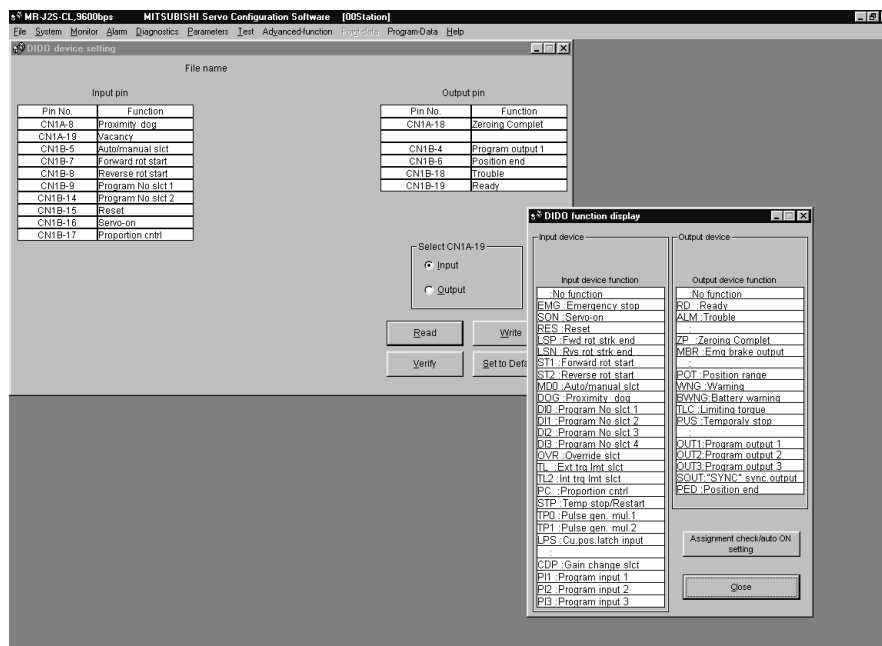 MR-J2S-CL,9600bps MITSUBISHI Servo Configuration Software [00Station]
File System Monitor Alarm Diagnostics Parameters Test Advanced-function Point-data Program-Data Help
DIDO device setting
File name
Input pin
Pin No. Function
CN1A-8 Proximity dog
CN1A-19 Vacancy
CN1B-5 Auto/manual slct
CN1B-7 Forward rot start
CN1B-8 Reverse rot start
CN1B-9 Program No slct 1
CN1B-14 Program No slct 2
CN1B-15 Reset
CN1B-16 Servo-on
CN1B-17 Proportion cntrl
Output pin
Pin No. Function
CN1A-18 Zeroing Complet
CN1B-4 Program output 1
CN1B-6 Position end
CN1B-18 Trouble
CN1B-19 Ready
Select CN1A-19
Input
Output
Read Write
Verify Set to Defa
DIDO function display
Input device
Input device function
:No function
EMG :Emergency stop
SON :Servo-on
RES :Reset
LSP :Fwd rot strk end
LSN :Rvs rot strk end
ST1 :Forward rot start
ST2 :Reverse rot start
MD0 :Auto/manual slct
DOG :Proximity dog
DI0 :Program No slct 1
DI1 :Program No slct 2
DI2 :Program No slct 3
DI3 :Program No slct 4
OVR :Override slct
TL :Ext trq lmt slct
TL2 :Int trq lmt slct
PC :Proportion cntrl
STP :Temp stop/Restart
TP0 :Pulse gen. mul.1
TP1 :Pulse gen. mul.2
LPS :Cu.pos.latch input
:
CDP :Gain change slct
PI1 :Program input 1
PI2 :Program input 2
PI3 :Program input 3
Output device
Output device function
:No function
RD :Ready
ALM :Trouble
:
ZP :Zeroing Complet
MBR :Emg brake output
:
POT :Position range
WNG :Warning
BWNG:Battery warning
TLC :Limiting torque
PUS :Temporaly stop
:
OUT1:Program output 1
OUT2:Program output 2
OUT3:Program output 3
SOUT:"SYNC" sync.output
PED :Position end
Assignment check/auto ON
setting
Close